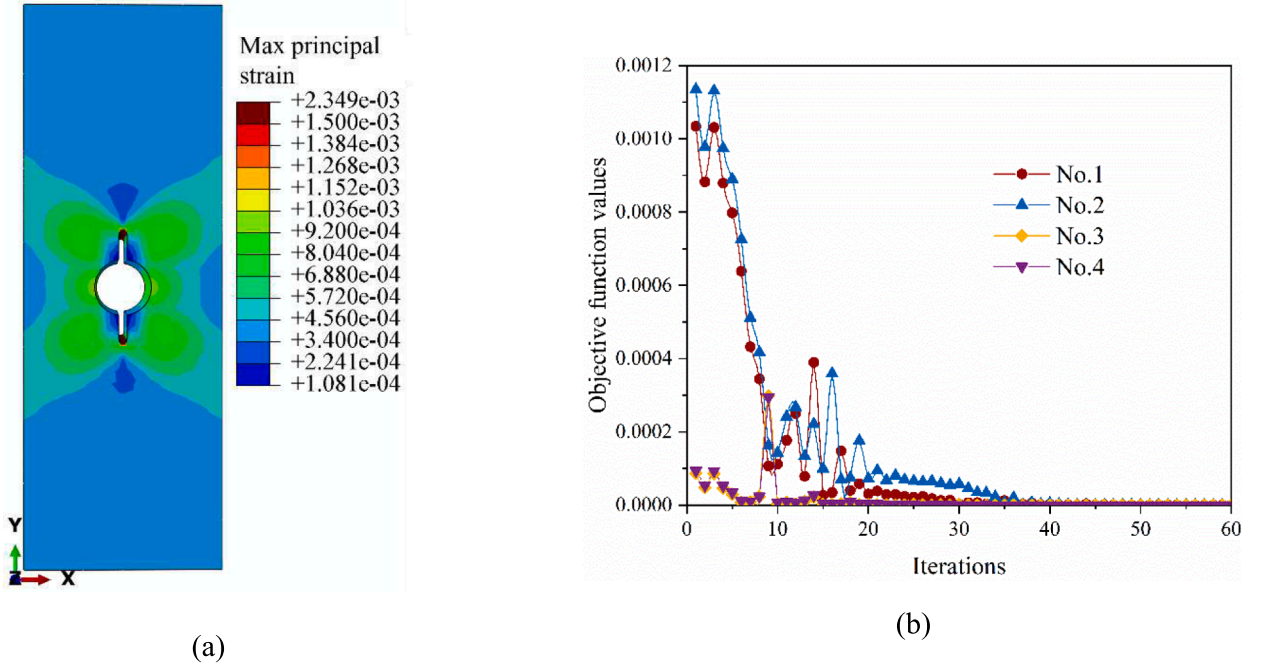 Max principal
strain
+2.349e-03
+1.500e-03
+1.384e-03
+1.268e-03
+1.152e-03
+1.036e-03
+9.200e-04
+8.040e-04
+6.880e-04
+5.720e-04
+4.560e-04
+3.400e-04
+2.241e-04
+1.081e-04
Y
Z X
(a)
Objective function values
0.0012
0.0010
0.0008
0.0006
0.0004
0.0002
0.0000
No.1
No.2
No.3
No.4
0 10 20 30 40 50 60
Iterations
(b)